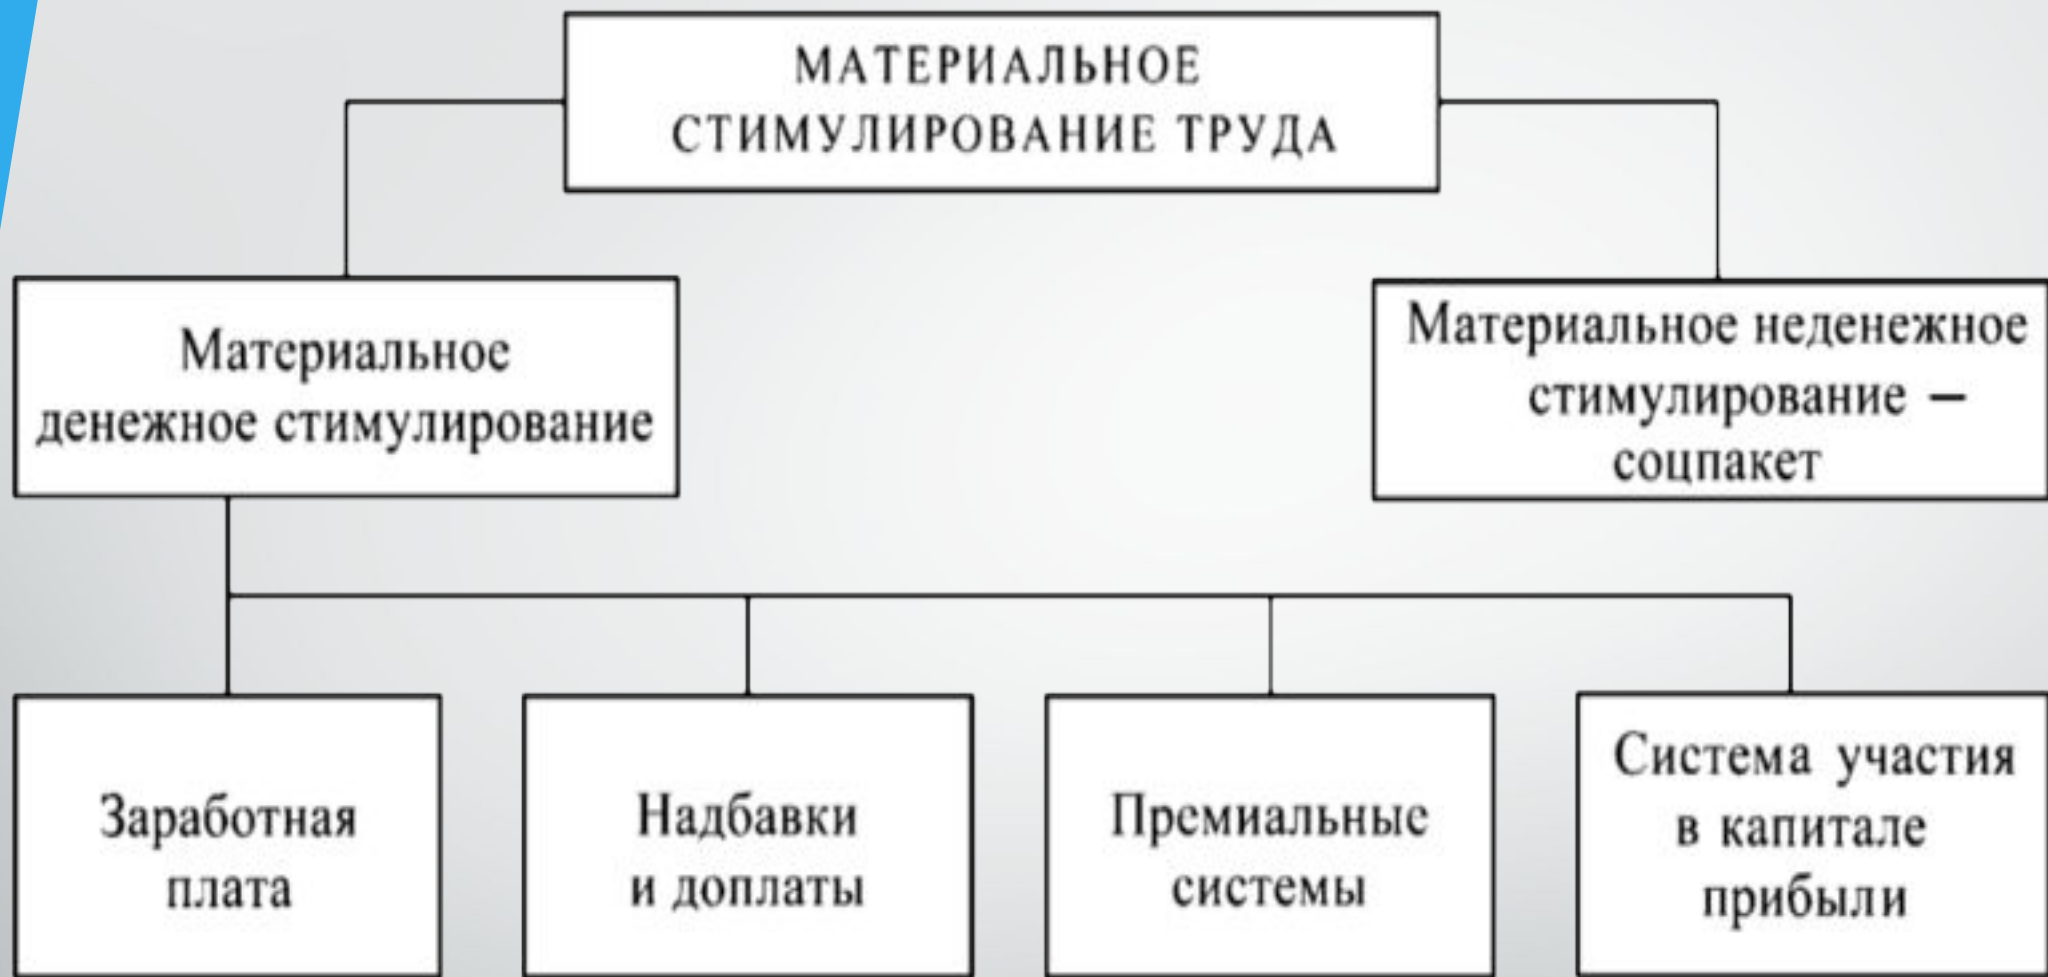 МАТЕРИАЛЬНОЕ
СТИМУЛИРОВАНИЕ ТРУДА
Материальное
денежное стимулирование
Материальное неденежное
стимулирование —
соцпакет
Заработная
плата
Надбавки
и доплаты
Премиальные
системы
Система участия
в капитале
прибыли